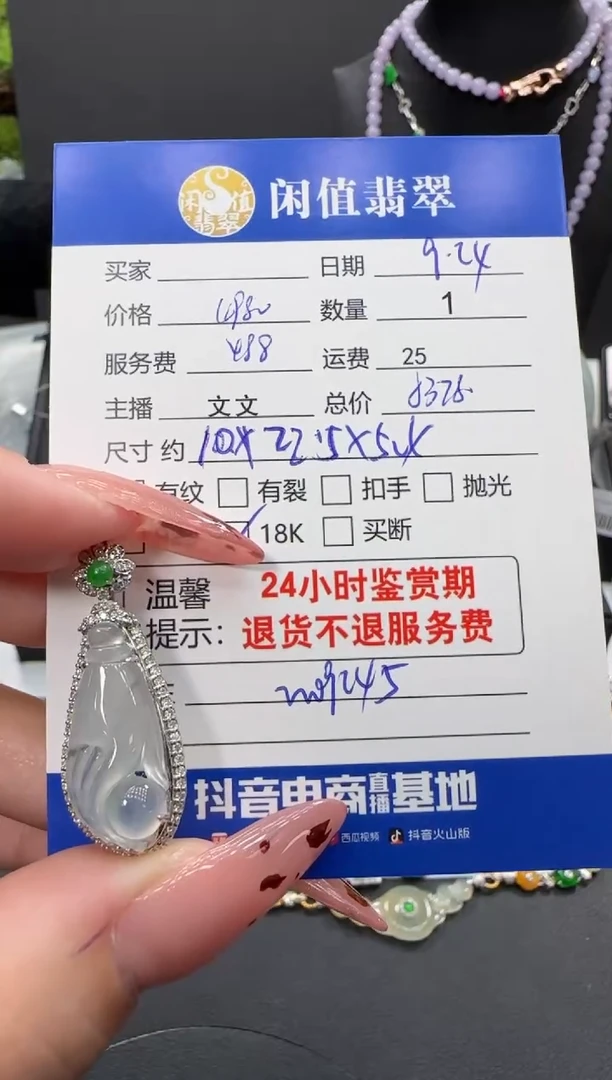 闲值翡翠
闲值翡翠
买家 日期 9.24
价格 数量 1
服务费 488 运费 25
主播 文文 总价
尺寸 约 10X22.5X5
有纹 有裂 扣手 抛光
18K 买断
温馨 24小时鉴赏期
提示： 退货不退服务费
抖音电商直播基地
西瓜视频 抖音火山版